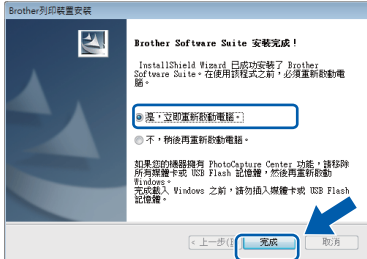 Brother列印裝置安裝
Brother Software Suite 安裝完成！
InstallShield Wizard 已成功安裝了 Brother
Software Suite。在使用該程式之前，必須重新啟動電
腦。
是，立即重新啟動電腦。
不，稍後再重新啟動電腦。
如果您的機器擁有 PhotoCapture Center 功能，請移除
所有媒體卡或 USB Flash 記憶體，然後再重新啟動
Windows。
完成載入 Windows 之前，請勿插入媒體卡或 USB Flash
記憶體。
< 上一步(
完成
取消